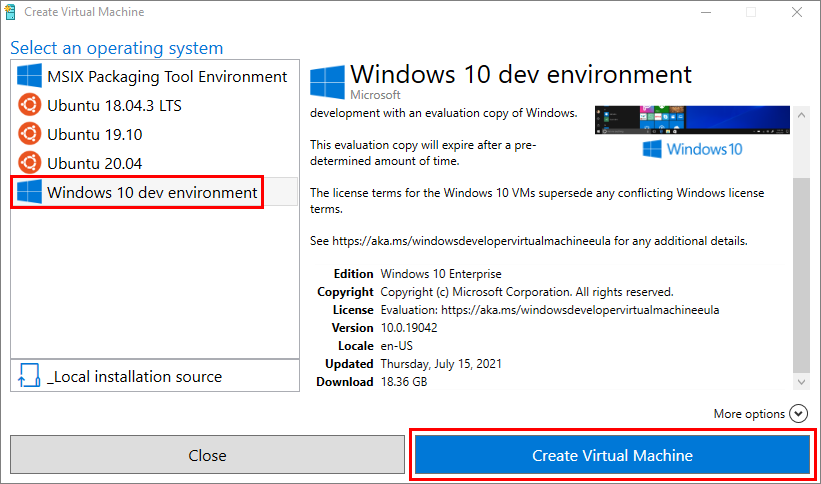 Create Virtual Machine
Select an operating system
MSIX Packaging Tool Environment
Ubuntu 18.04.3 LTS
Ubuntu 19.10
Ubuntu 20.04
Windows 10 dev environment
_Local installation source
Windows 10 dev environment
Microsoft
development with an evaluation copy of Windows.
Windows 10
This evaluation copy will expire after a pre-
determined amount of time.
The license terms for the Windows 10 VMs supersede any conflicting Windows license
terms.
See https://aka.ms/windowsdevelopervirtualmachineeula for any additional details.
Edition Windows 10 Enterprise
Copyright Copyright (c) Microsoft Corporation. All rights reserved.
License Evaluation: https://aka.ms/windowsdevelopervirtualmachineeula
Version 10.0.19042
Locale en-US
Updated Thursday, July 15, 2021
Download 18.36 GB
More options
Close
Create Virtual Machine